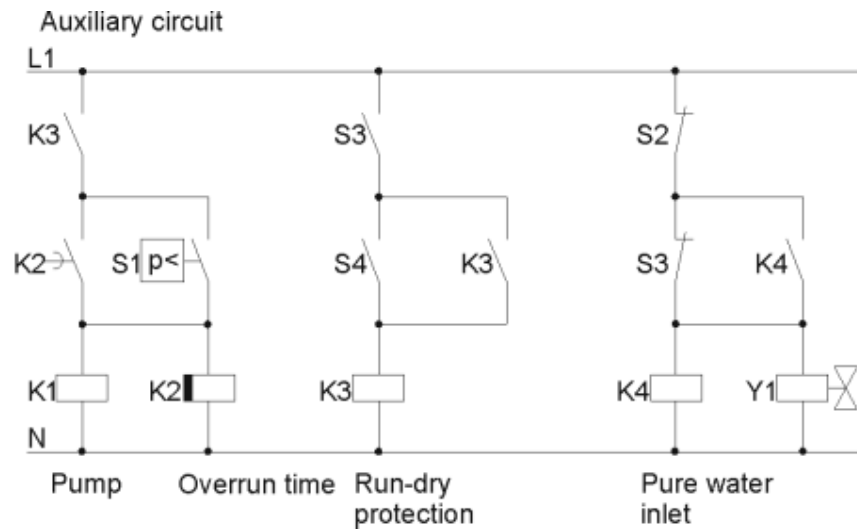 Auxiliary circuit
L1
K3 S3 S2
K2 S1 p< S4 K3 S3 K4
K1 K2 K3 K4 Y1
N
Pump Overrun time Run-dry protection Pure water inlet